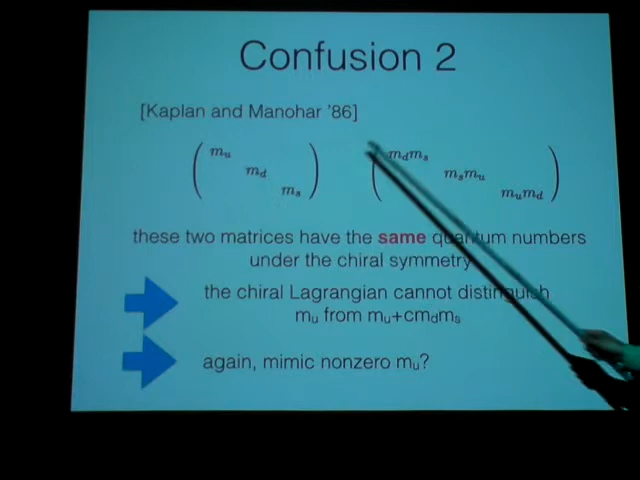 Confusion 2
[Kaplan and Manohar '86]
m_u m_d m_s
m_dm_s m_sm_u m_um_d
these two matrices have the same quantum numbers
under the chiral symmetry
the chiral Lagrangian cannot distinguish
m_u from m_u+cm_dm_s
again, mimic nonzero m_u?